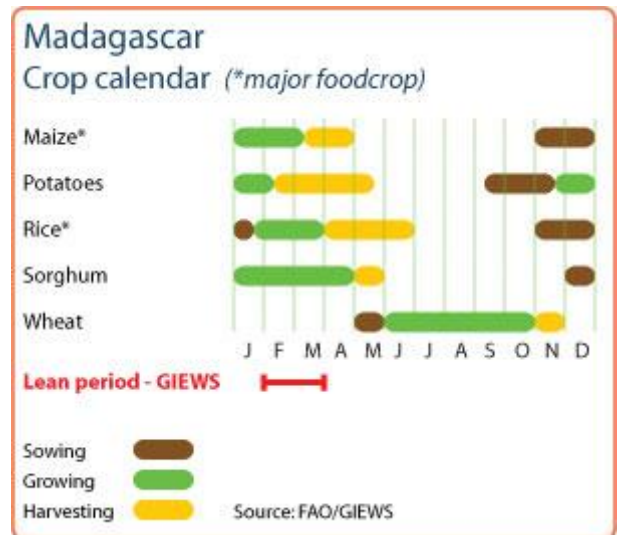 Madagascar
Crop calendar (*major foodcrop)
Maize*
Potatoes
Rice*
Sorghum
Wheat
J F M A M J J A S O N D
Lean period - GIEWS
Sowing
Growing
Harvesting
Source: FAO/GIEWS